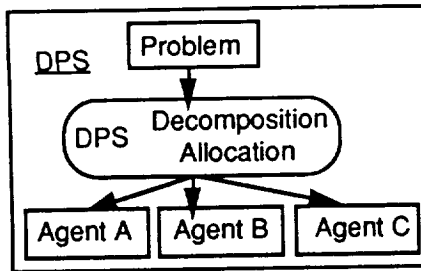 DPS
Problem
DPS Decomposition
Allocation
Agent A Agent B Agent C